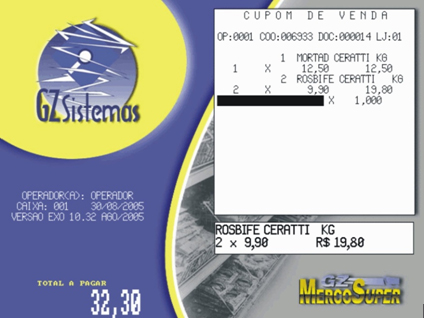 CUPOM DE VENDA
OP:0001 COO:006933 DOC:000014 LJ:01
1 MORTAD CERATTI KG
1 X 12,50 12,50
2 ROSBIFE CERATTI KG
2 X 9,90 19,80
X 1,000
GZ Sistemas
OPERADOR(A): OPERADOR
CAIXA: 001 30/08/2005
VERSAO EXO 10.32 AGO/2005
ROSBIFE CERATTI KG
2 x 9,90 R$ 19,80
TOTAL A PAGAR
32,30
GZ
MERCOSUPER